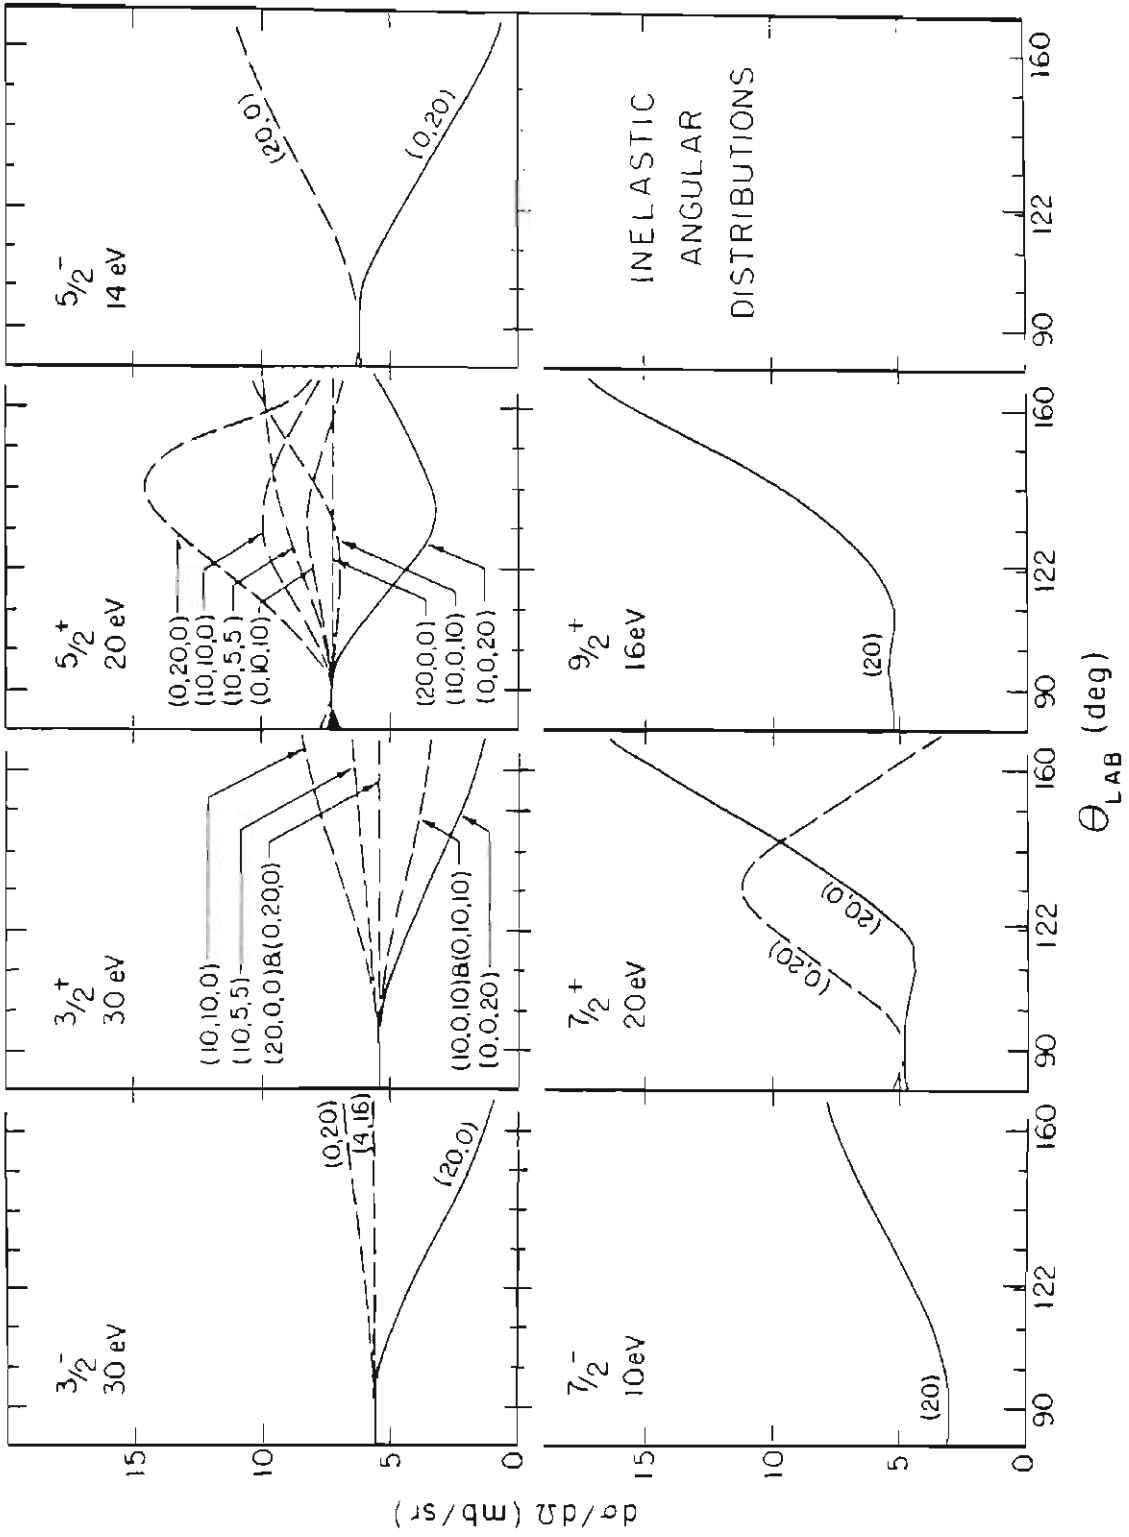 3/2⁻
30 eV
(0,20)
(4,16)
(20,0)
3/2⁺
30 eV
(10,10,0)
(10,5,5)
(20,0,0)&(0,20,0)
(10,0,10)&(0,10,10)
(0,0,20)
5/2⁺
20 eV
(0,20,0)
(10,10,0)
(10,5,5)
(0,10,10)
(20,0,0)
(10,0,10)
(0,0,20)
5/2⁻
14 eV
(20,0)
(0,20)
15
10
5
0
7/2⁻
10eV
(20)
7/2⁺
20eV
(0,20)
(20,0)
9/2⁺
16eV
(20)
INELASTIC
ANGULAR
DISTRIBUTIONS
15
10
5
0
90 122 160
90 122 160
90 122 160
90 122 160
dσ/dΩ (mb/sr)
θLAB (deg)